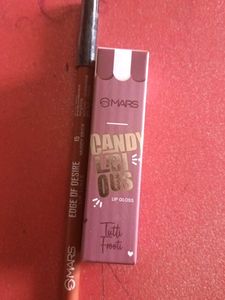 MARS
CANDY
LICI
OUS
LIP GLOSS
Tutti
Frooti
MARS
EDGE OF DESIRE
15